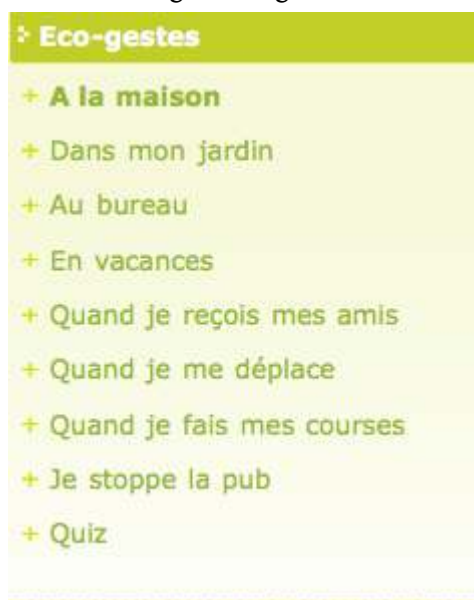 Eco-gestes
+ A la maison
+ Dans mon jardin
+ Au bureau
+ En vacances
+ Quand je reçois mes amis
+ Quand je me déplace
+ Quand je fais mes courses
+ Je stoppe la pub
+ Quiz